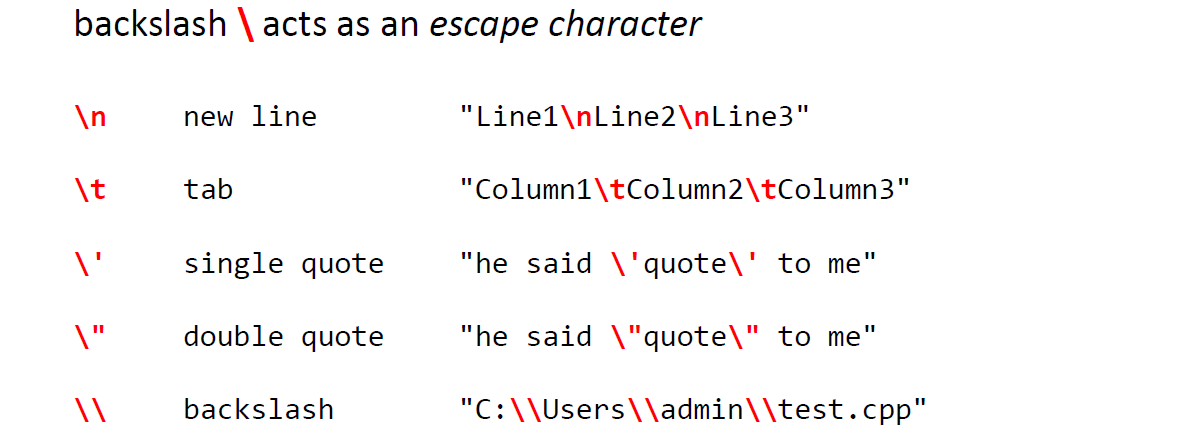 backslash \ acts as an escape character
\n new line "Line1\nLine2\nLine3"
\t tab "Column1\tColumn2\tColumn3"
\' single quote "he said \'quote\' to me"
\" double quote "he said \"quote\" to me"
\\ backslash "C:\\Users\\admin\\test.cpp"